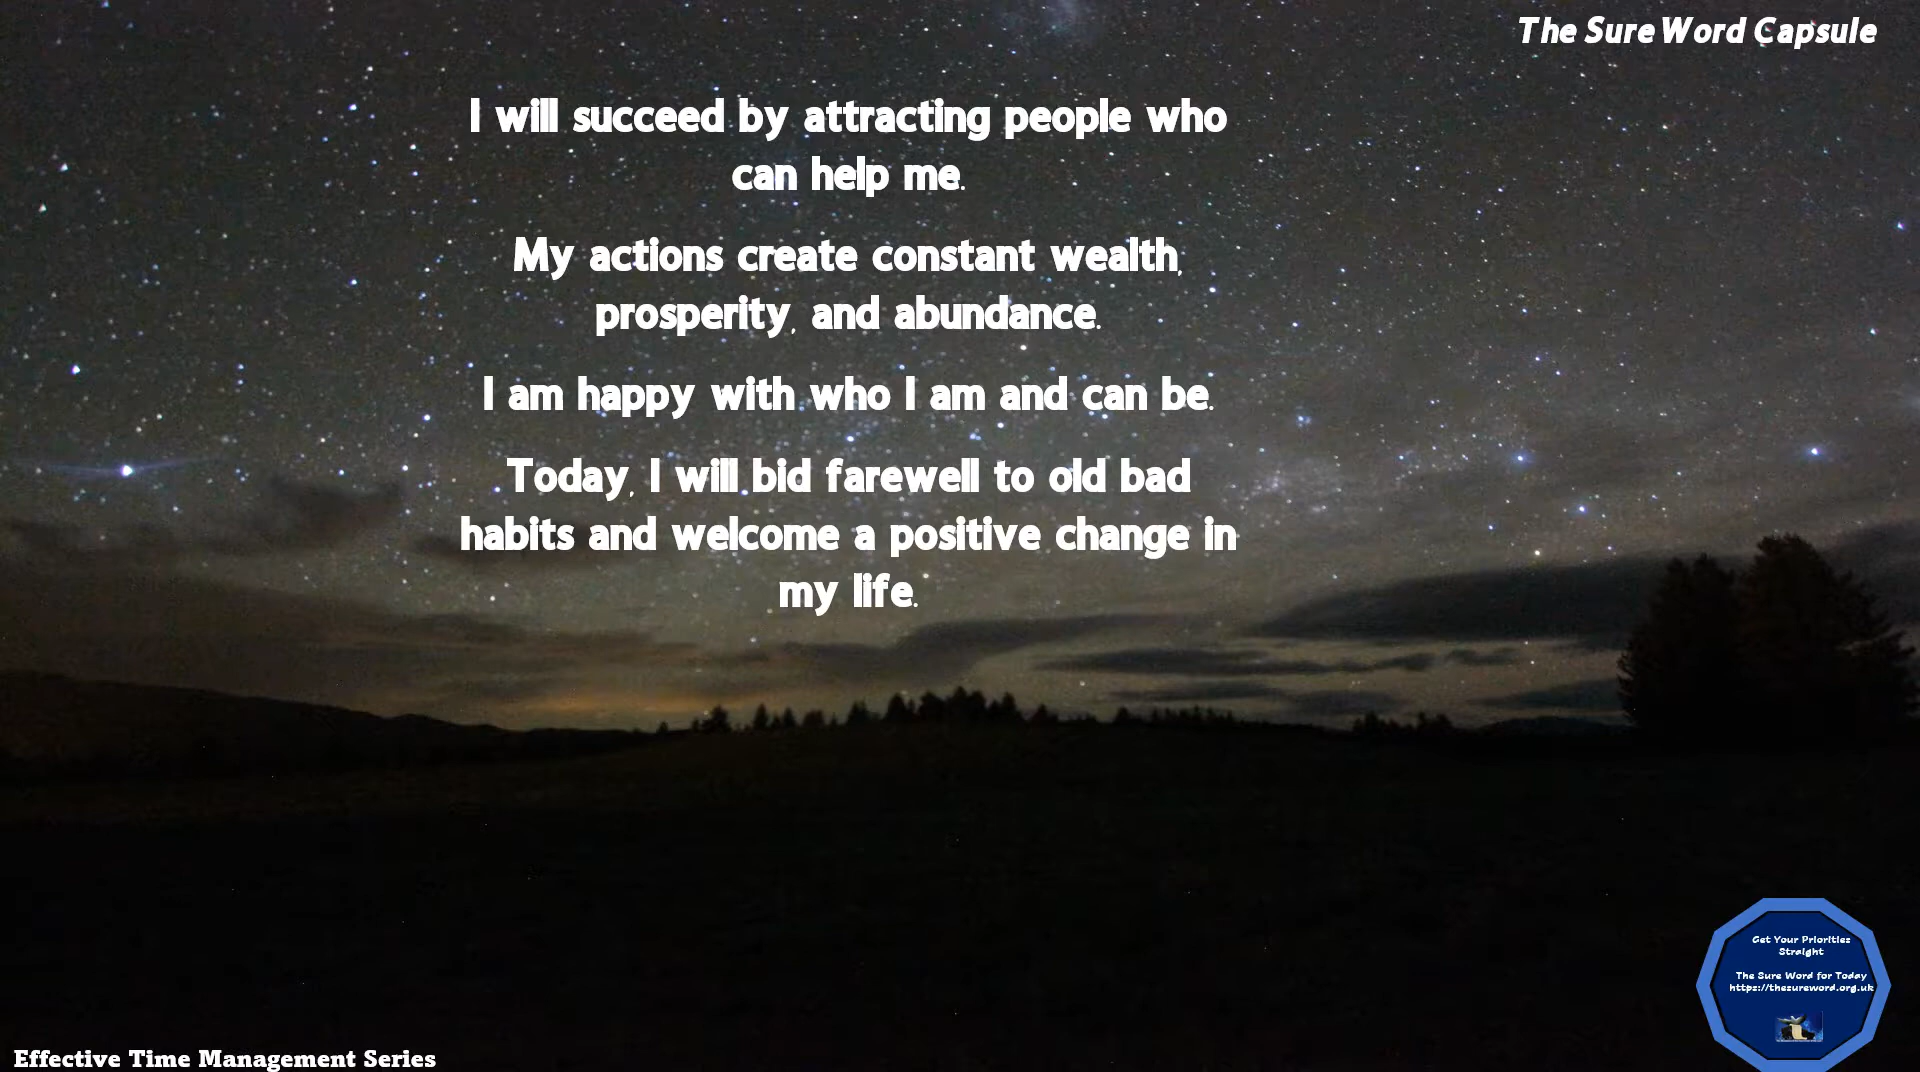 The Sure Word Capsule
I will succeed by attracting people who
can help me.
My actions create constant wealth,
prosperity, and abundance.
I am happy with who I am and can be.
Today, I will bid farewell to old bad
habits and welcome a positive change in
my life.
Get Your Priorities
Straight
The Sure Word for Today
https://thesureword.org.uk
Effective Time Management Series